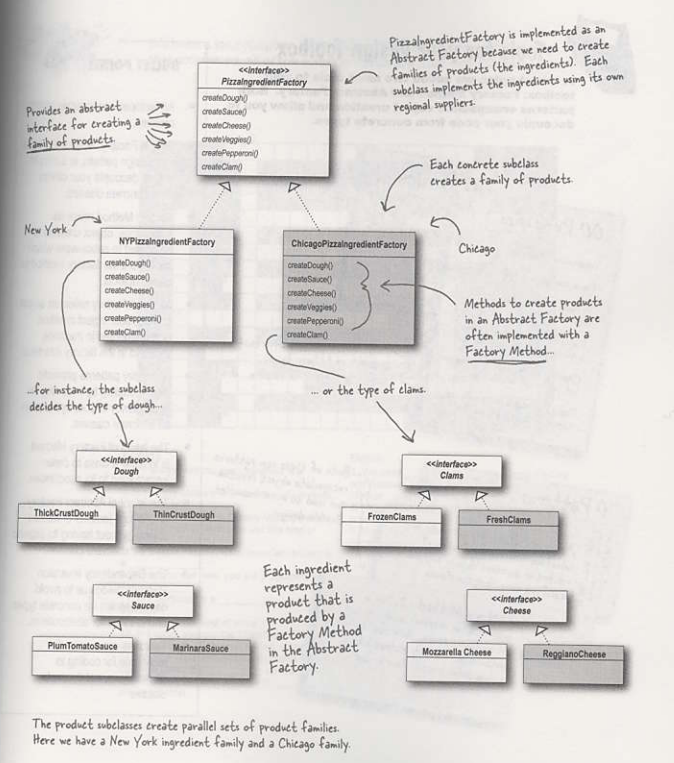 PizzaIngredientFactory is implemented as an
Abstract Factory because we need to create
families of products (the ingredients). Each
subclass implements the ingredients using its own
regional suppliers.
<<interface>>
PizzaIngredientFactory
createDough()
createSauce()
createCheese()
createVeggies()
createPepperoni()
createClam()
Provides an abstract
interface for creating a
family of products.
Each concrete subclass
creates a family of products.
New York
NYPizzaIngredientFactory
createDough()
createSauce()
createCheese()
createVeggies()
createPepperoni()
createClam()
ChicagoPizzaIngredientFactory
createDough()
createSauce()
createCheese()
createVeggies()
createPepperoni()
createClam()
Chicago
Methods to create products
in an Abstract Factory are
often implemented with a
Factory Method...
...for instance, the subclass
decides the type of dough...
... or the type of clams.
<<interface>>
Dough
ThickCrustDough
ThinCrustDough
<<interface>>
Clams
FrozenClams
FreshClams
<<interface>>
Sauce
PlumTomatoSauce
MarinaraSauce
Each ingredient
represents a
product that is
produced by a
Factory Method
in the Abstract
Factory.
<<interface>>
Cheese
Mozzarella Cheese
ReggianoCheese
The product subclasses create parallel sets of product families.
Here we have a New York ingredient family and a Chicago family.